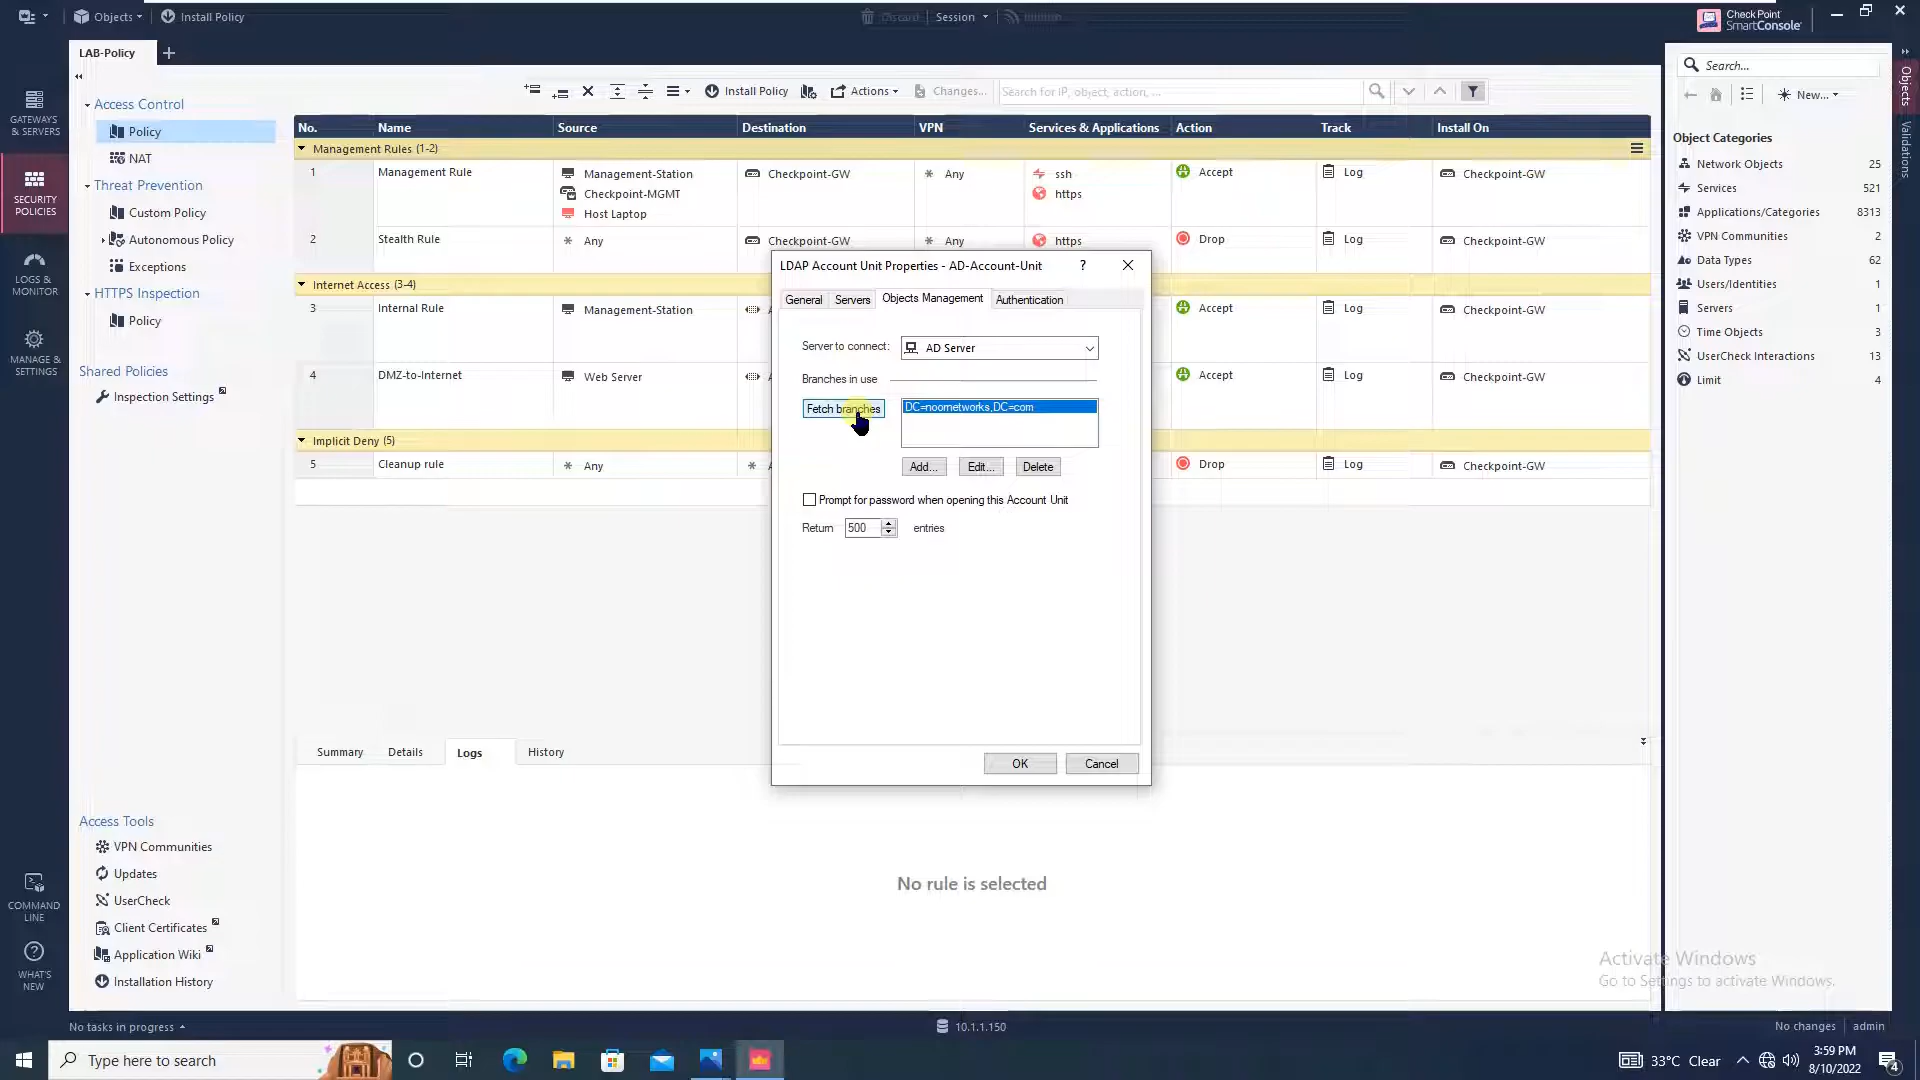 Objects
Install Policy
Discard
Session
Check Point
SmartConsole
LAB-Policy
GATEWAYS
& SERVERS
SECURITY
POLICIES
LOGS &
MONITOR
MANAGE &
SETTINGS
COMMAND
LINE
WHAT'S
NEW
Access Control
Policy
NAT
Threat Prevention
Custom Policy
Autonomous Policy
Exceptions
HTTPS Inspection
Policy
Shared Policies
Inspection Settings
Access Tools
VPN Communities
Updates
UserCheck
Client Certificates
Application Wiki
Installation History
Install Policy
Actions
Changes...
Search for IP, object, action, ...
No. Name Source Destination VPN Services & Applications Action Track Install On
Management Rules (1-2)
1 Management Rule Management-Station Checkpoint-GW Any ssh Accept Log Checkpoint-GW
Checkpoint-MGMT https
Host Laptop
2 Stealth Rule Any Checkpoint-GW Any https Drop Log Checkpoint-GW
Internet Access (3-4)
3 Internal Rule Management-Station Accept Log Checkpoint-GW
4 DMZ-to-Internet Web Server Accept Log Checkpoint-GW
Implicit Deny (5)
5 Cleanup rule Any Drop Log Checkpoint-GW
LDAP Account Unit Properties - AD-Account-Unit ?
General Servers Objects Management Authentication
Server to connect: AD Server
Branches in use
Fetch branches DC=noornetworks,DC=com
Add... Edit... Delete
Prompt for password when opening this Account Unit
Return 500 entries
OK Cancel
Summary Details Logs History
No rule is selected
Search...
New...
Object Categories
Network Objects 25
Services 521
Applications/Categories 8313
VPN Communities 2
Data Types 62
Users/Identities 1
Servers 1
Time Objects 3
UserCheck Interactions 13
Limit 4
Objects
Validations
Activate Windows
Go to Settings to activate Windows.
No tasks in progress
10.1.1.150
No changes
admin
Type here to search
33°C Clear
3:59 PM
8/10/2022
4